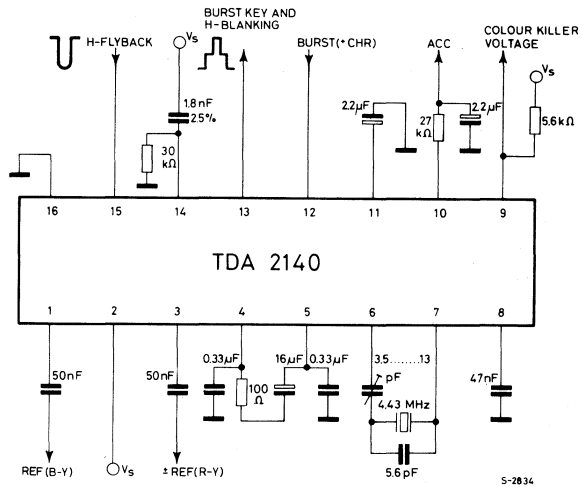 BURST KEY AND
H-BLANKING
H-FLYBACK
Vs
BURST(+CHR)
ACC
COLOUR KILLER
VOLTAGE
Vs
1.8nF
2.5%
2.2µF
2.2µF
27
kΩ
5.6kΩ
30
kΩ
16 15 14 13 12 11 10 9
TDA 2140
1 2 3 4 5 6 7 8
50nF
50nF
0.33µF
100
Ω
16µF
0.33µF
3.5........13
pF
4.43 MHz
5.6pF
47nF
REF(B-Y)
Vs
±REF(R-Y)
S-2834